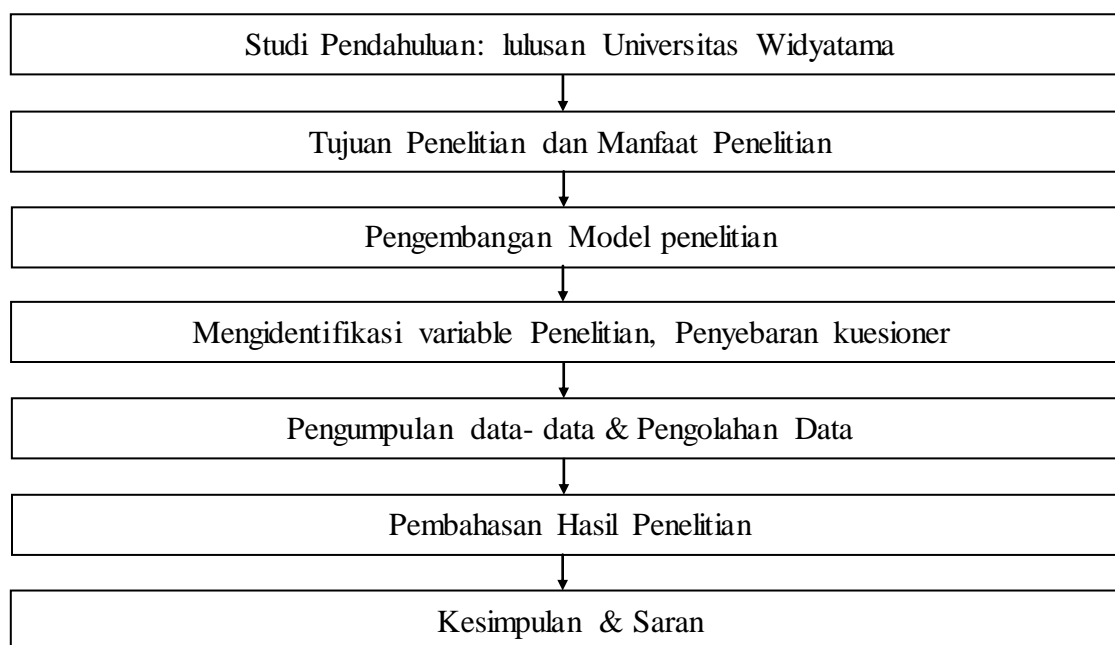 Studi Pendahuluan: lulusan Universitas Widyatama
Tujuan Penelitian dan Manfaat Penelitian
Pengembangan Model penelitian
Mengidentifikasi variable Penelitian, Penyebaran kuesioner
Pengumpulan data- data & Pengolahan Data
Pembahasan Hasil Penelitian
Kesimpulan & Saran